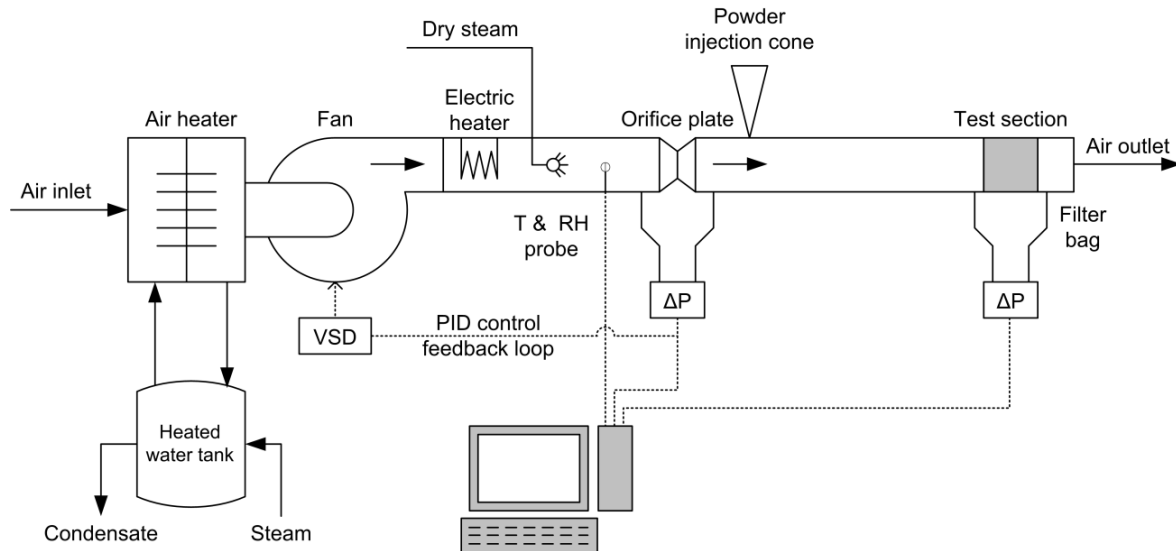 Powder
injection cone
Dry steam
Electric
heater
Air heater
Fan
Orifice plate
Test section
Air inlet
Air outlet
T & RH
probe
Filter
bag
ΔP
ΔP
VSD
PID control
feedback loop
Heated
water tank
Condensate
Steam